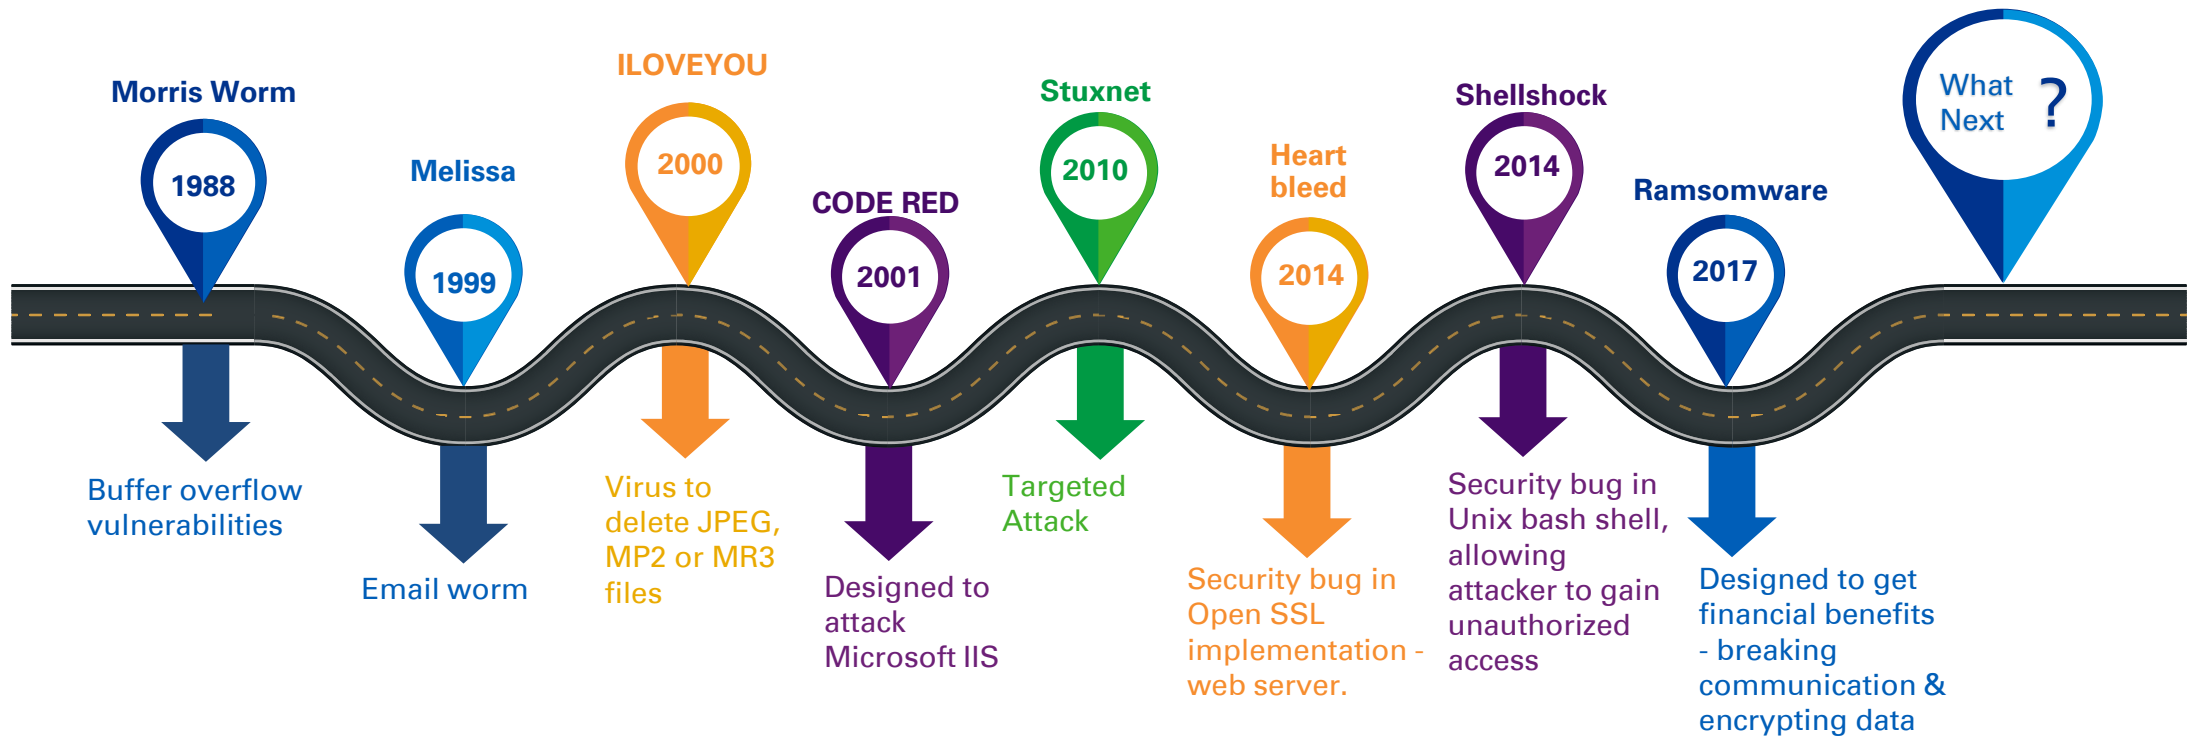 Morris Worm
1988
Buffer overflow
vulnerabilities
Melissa
1999
Email worm
ILOVEYOU
2000
Virus to
delete JPEG,
MP2 or MR3
files
CODE RED
2001
Designed to
attack
Microsoft IIS
Stuxnet
2010
Targeted
Attack
Heart
bleed
2014
Security bug in
Open SSL
implementation -
web server.
Shellshock
2014
Security bug in
Unix bash shell,
allowing
attacker to gain
unauthorized
access
Ramsomware
2017
Designed to get
financial benefits
- breaking
communication &
encrypting data
What
Next
?